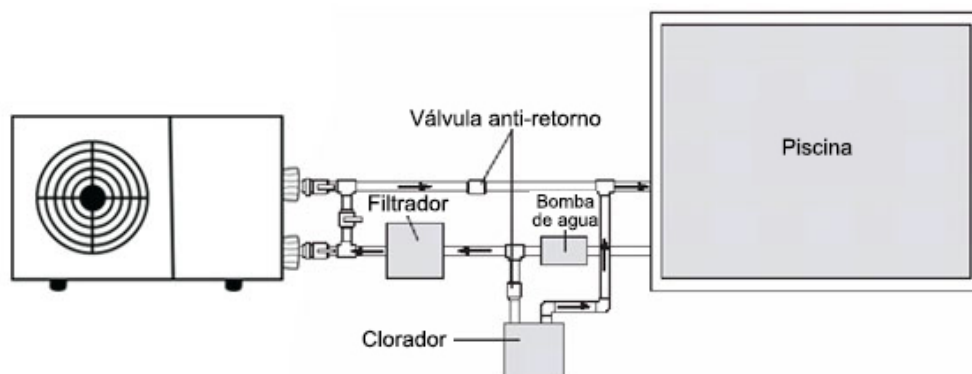 Válvula anti-retorno
Piscina
Filtrador
Bomba
de agua
Clorador